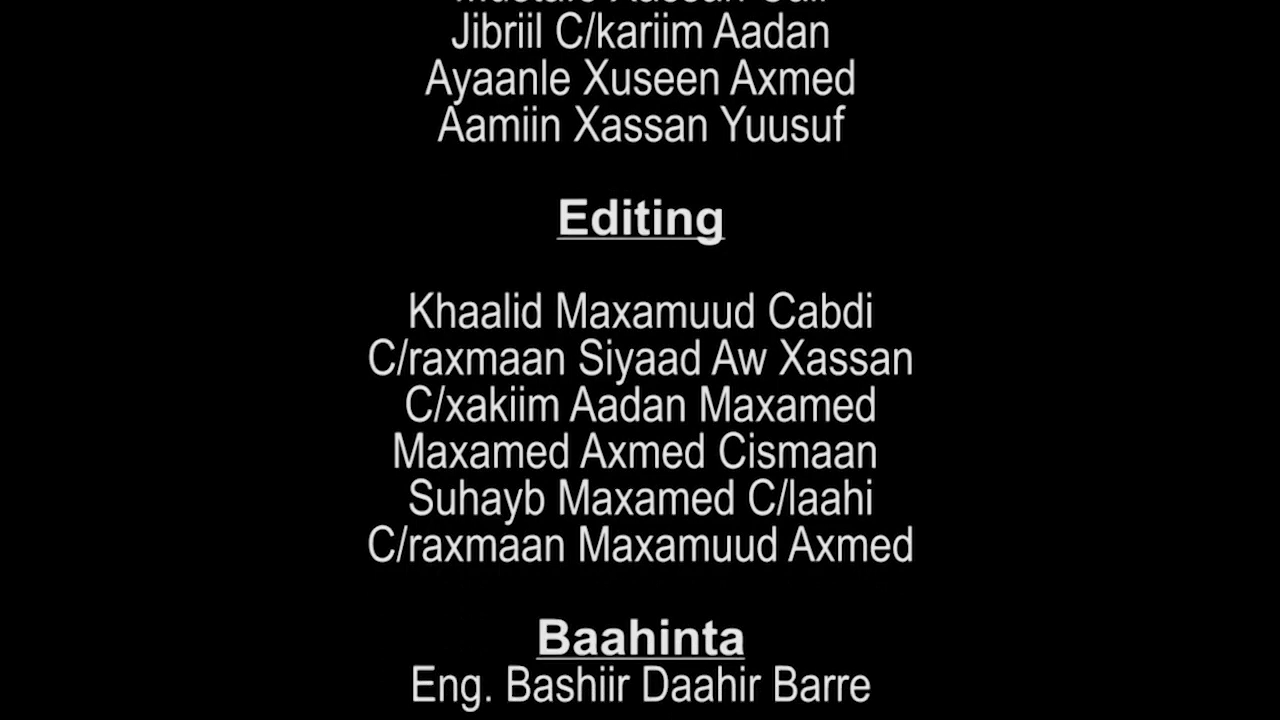 Jibriil C/kariim Aadan
Ayaanle Xuseen Axmed
Aamiin Xassan Yuusuf
Editing
Khaalid Maxamuud Cabdi
C/raxmaan Siyaad Aw Xassan
C/xakiim Aadan Maxamed
Maxamed Axmed Cismaan
Suhayb Maxamed C/laahi
C/raxmaan Maxamuud Axmed
Baahinta
Eng. Bashiir Daahir Barre